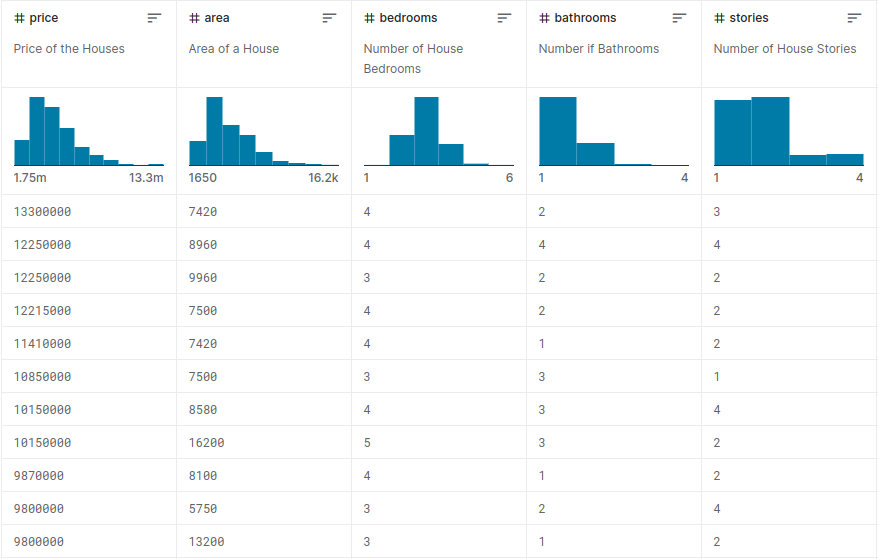 # price # area # bedrooms # bathrooms # stories
Price of the Houses Area of a House Number of House Bedrooms Number if Bathrooms Number of House Stories
1.75m 13.3m 1650 16.2k 1 6 1 4 1 4
13300000 7420 4 2 3
12250000 8960 4 4 4
12250000 9960 3 2 2
12215000 7500 4 2 2
11410000 7420 4 1 2
10850000 7500 3 3 1
10150000 8580 4 3 4
10150000 16200 5 3 2
9870000 8100 4 1 2
9800000 5750 3 2 4
9800000 13200 3 1 2